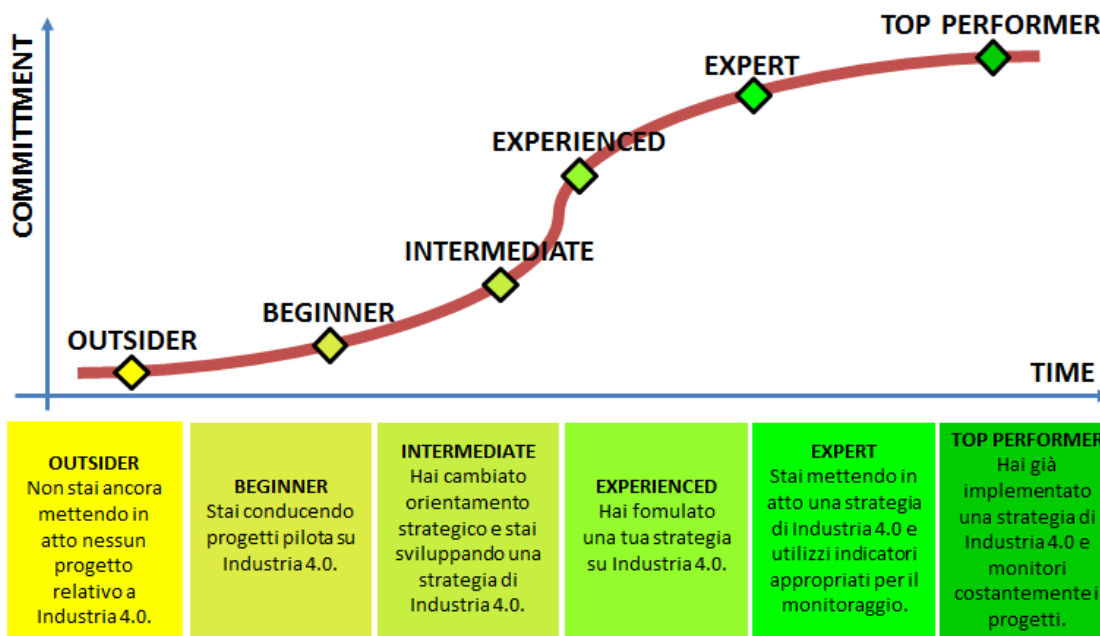 TOP PERFORMER
EXPERT
EXPERIENCED
INTERMEDIATE
BEGINNER
OUTSIDER
COMMITTMENT
TIME
OUTSIDER
Non stai ancora
mettendo in
atto nessun
progetto
relativo a
Industria 4.0.
BEGINNER
Stai conducendo
progetti pilota su
Industria 4.0.
INTERMEDIATE
Hai cambiato
orientamento
strategico e stai
sviluppando una
strategia di
Industria 4.0.
EXPERIENCED
Hai fomulato
una tua strategia
su Industria 4.0.
EXPERT
Stai mettendo in
atto una strategia
di Industria 4.0 e
utilizzi indicatori
appropriati per il
monitoraggio.
TOP PERFORMER
Hai già
implementato
una strategia di
Industria 4.0 e
monitori
costantemente i
progetti.